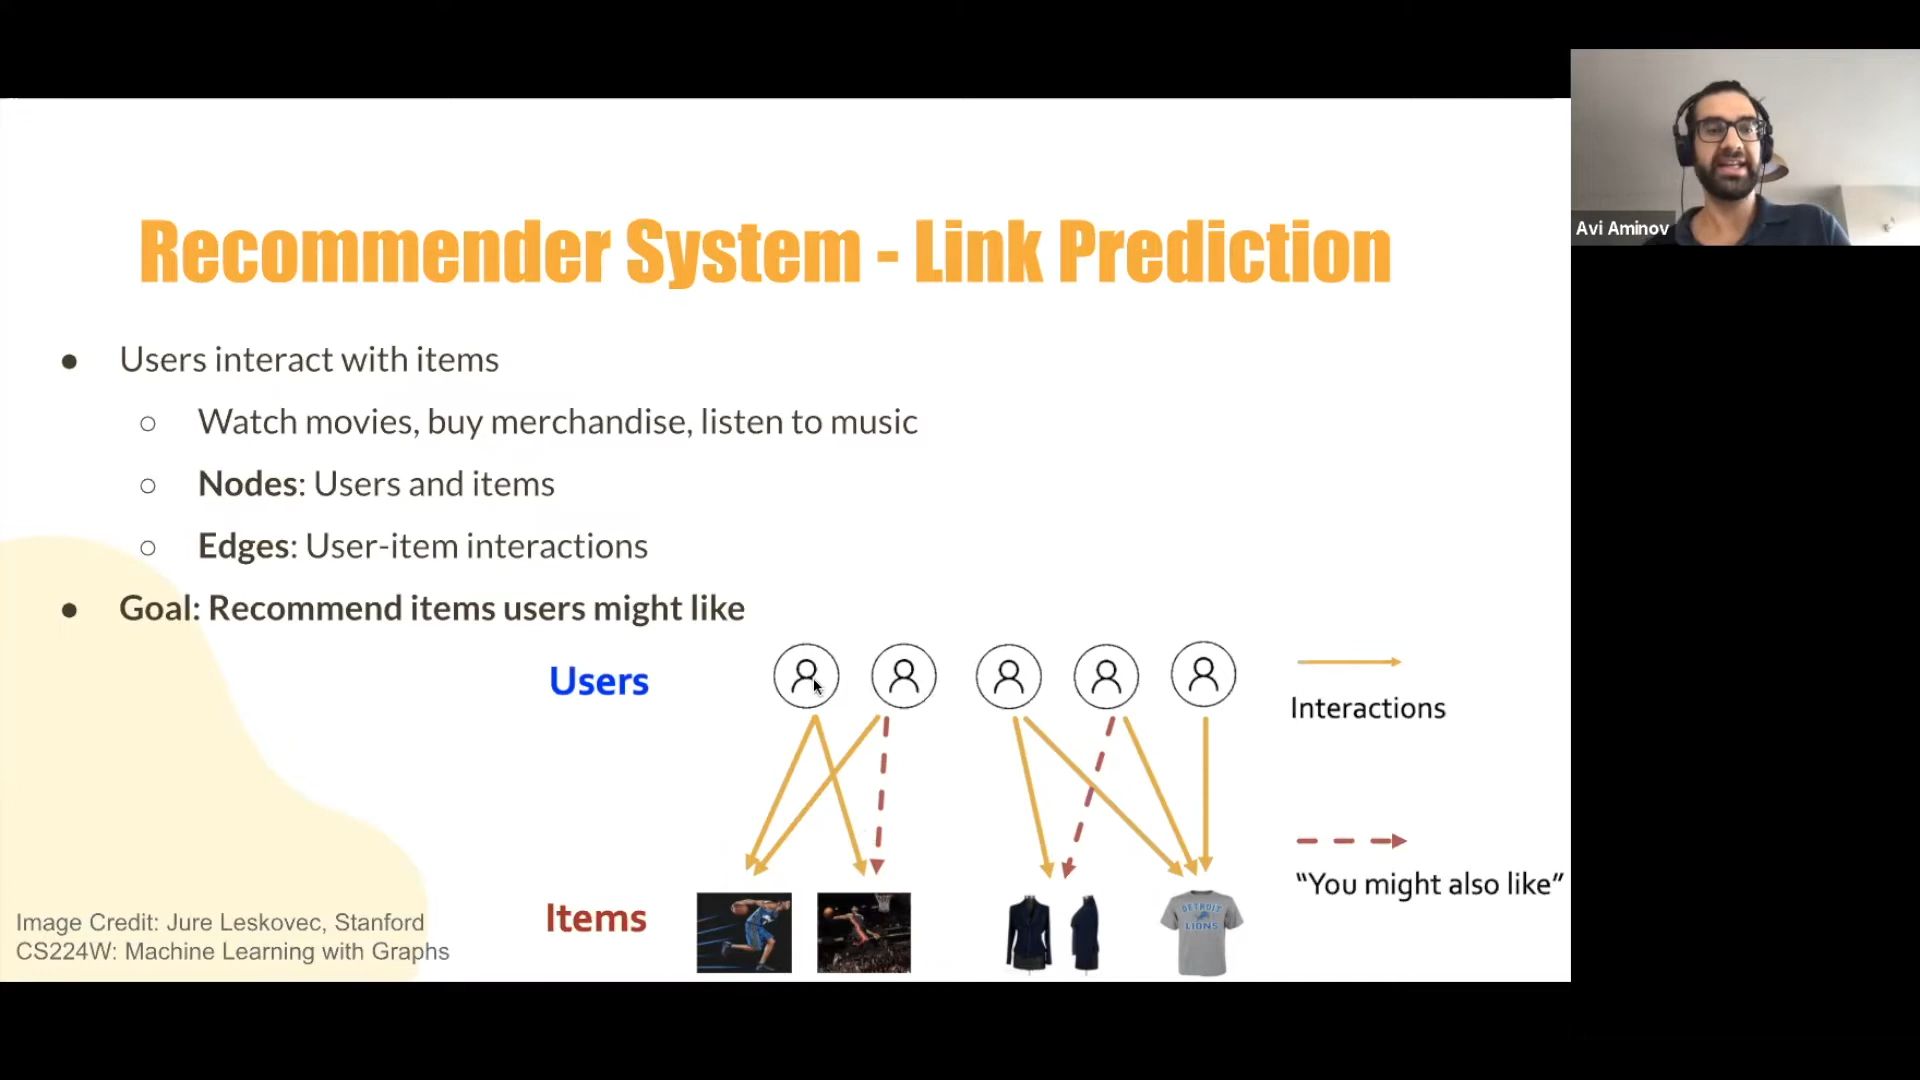 Avi Aminov
Recommender System - Link Prediction
● Users interact with items
○ Watch movies, buy merchandise, listen to music
○ Nodes: Users and items
○ Edges: User-item interactions
● Goal: Recommend items users might like
Users
Interactions
"You might also like"
Items
DETROIT
LIONS
Image Credit: Jure Leskovec, Stanford
CS224W: Machine Learning with Graphs